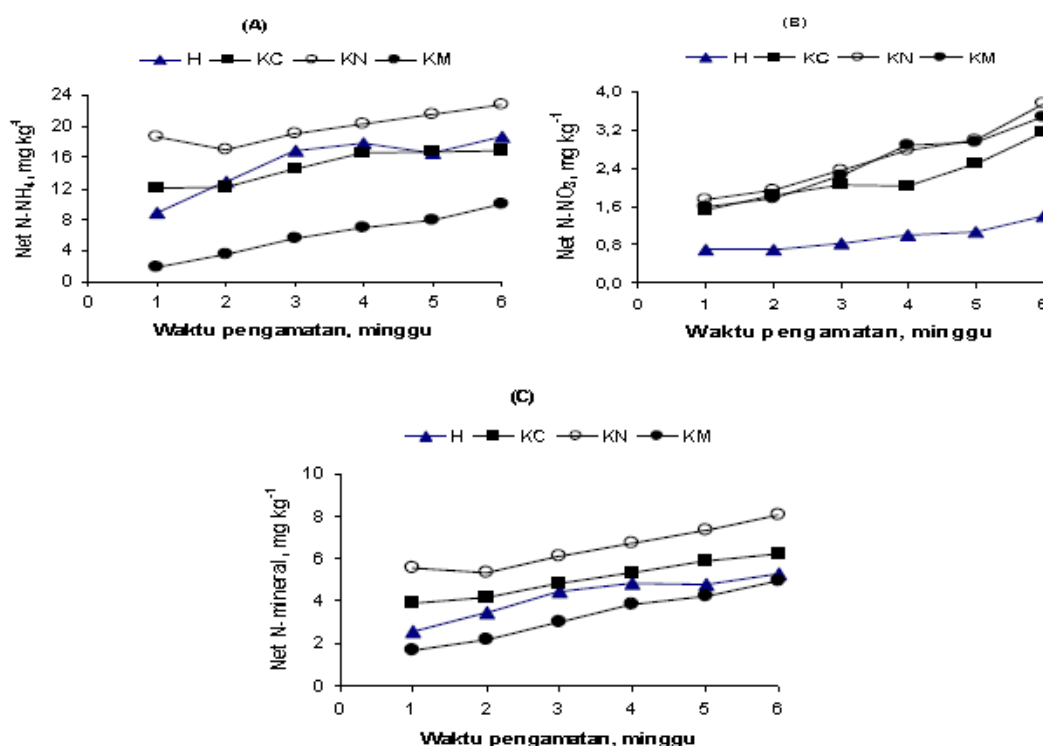 (A)
H KC KN KM
Net N-NH₄, mg kg¹
24
20
16
12
8
4
0
0 1 2 3 4 5 6
Waktu pengamatan, minggu
(B)
H KC KN KM
Net N-NO₃, mg kg⁻¹
4,0
3,2
2,4
1,6
0,8
0,0
0 1 2 3 4 5 6
Waktu pengamatan, minggu
(C)
H KC KN KM
Net N-mineral, mg kg⁻¹
10
8
6
4
2
0
0 1 2 3 4 5 6
Waktu pengamatan, minggu